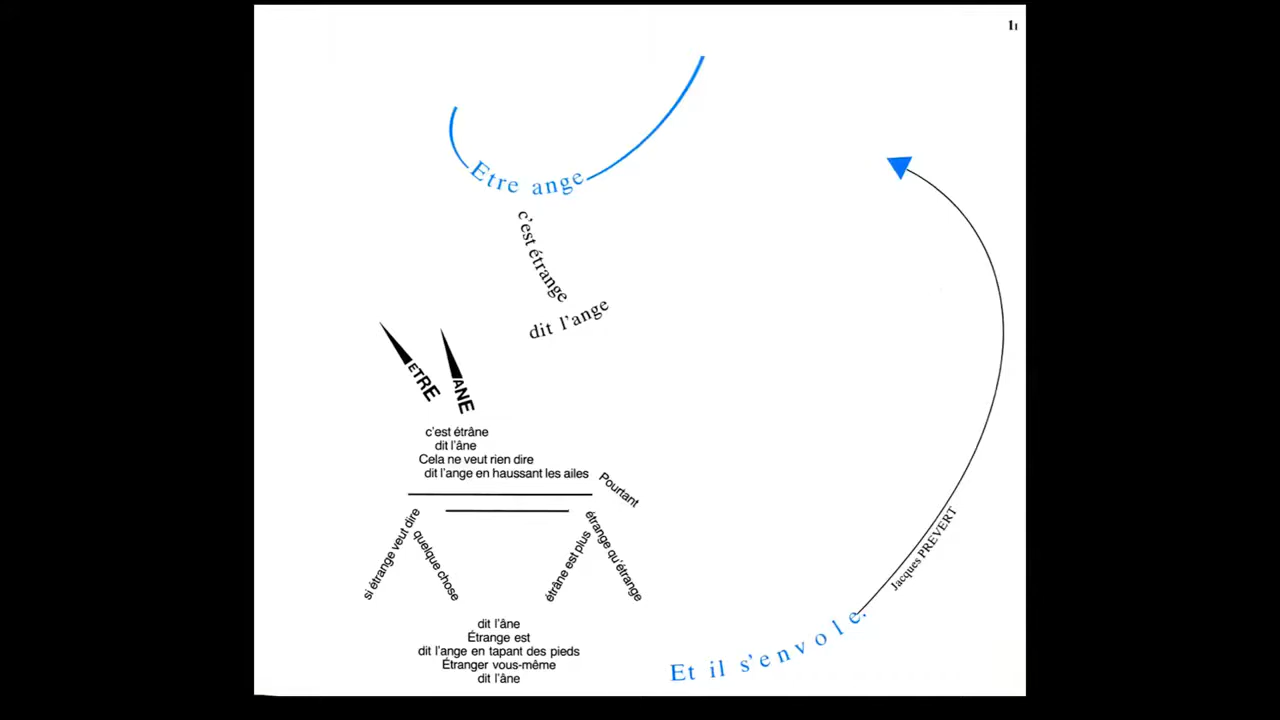 1I
Etre ange
c'est étrange
dit l'ange
ETRE
ANE
c'est étrâne
dit l'âne
Cela ne veut rien dire
dit l'ange en haussant les ailes
Pourtant
si étrange veut dire
quelque chose
étrâne est plus
étrange qu'étrange
dit l'âne
Étrange est
dit l'ange en tapant des pieds
Étranger vous-même
dit l'âne
Et il s'envole.
Jacques PREVERT